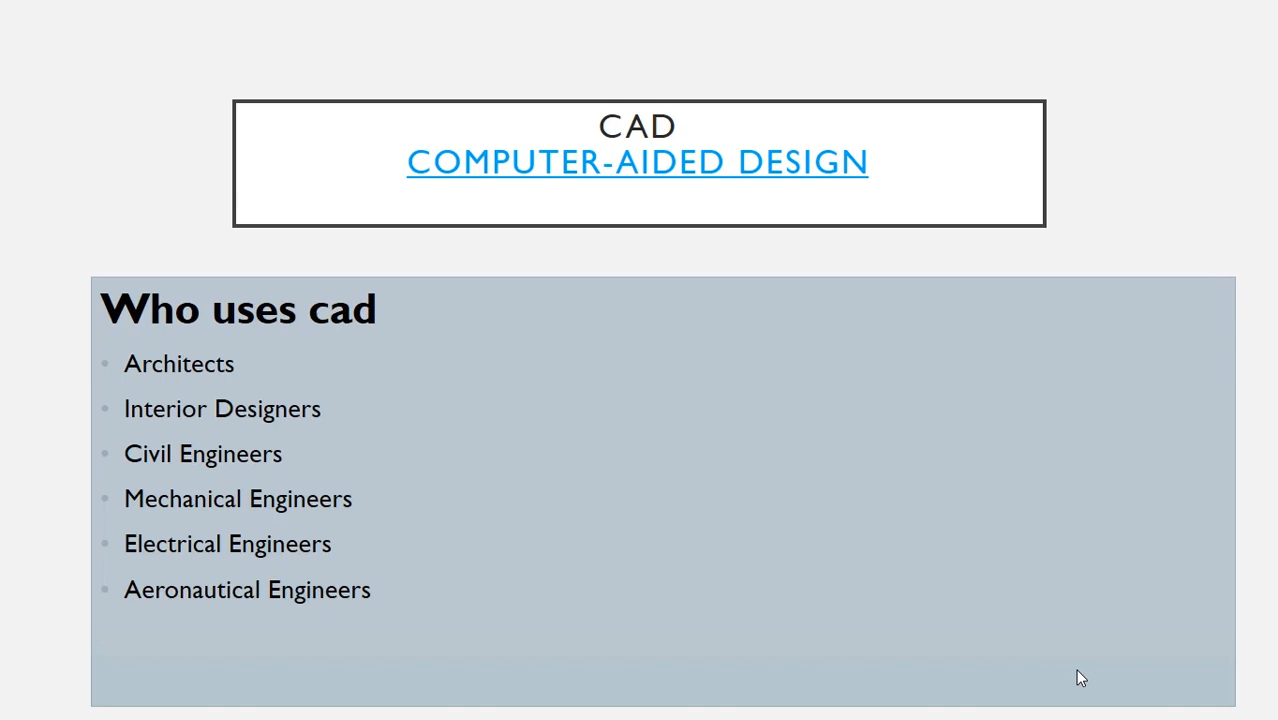 CAD
COMPUTER-AIDED DESIGN
Who uses cad
• Architects
• Interior Designers
• Civil Engineers
• Mechanical Engineers
• Electrical Engineers
• Aeronautical Engineers